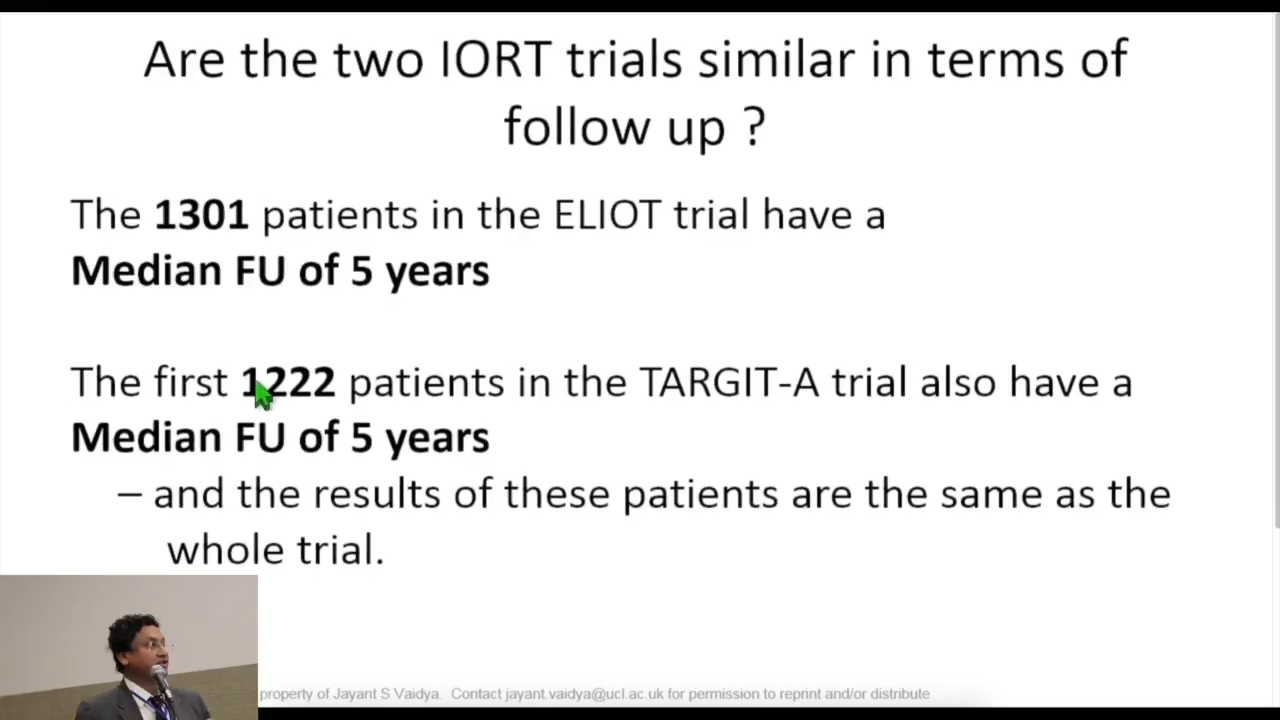 Are the two IORT trials similar in terms of
follow up ?
The 1301 patients in the ELIOT trial have a
Median FU of 5 years
The first 1222 patients in the TARGIT-A trial also have a
Median FU of 5 years
– and the results of these patients are the same as the
whole trial.
property of Jayant S Vaidya. Contact jayant.vaidya@ucl.ac.uk for permission to reprint and/or distribute